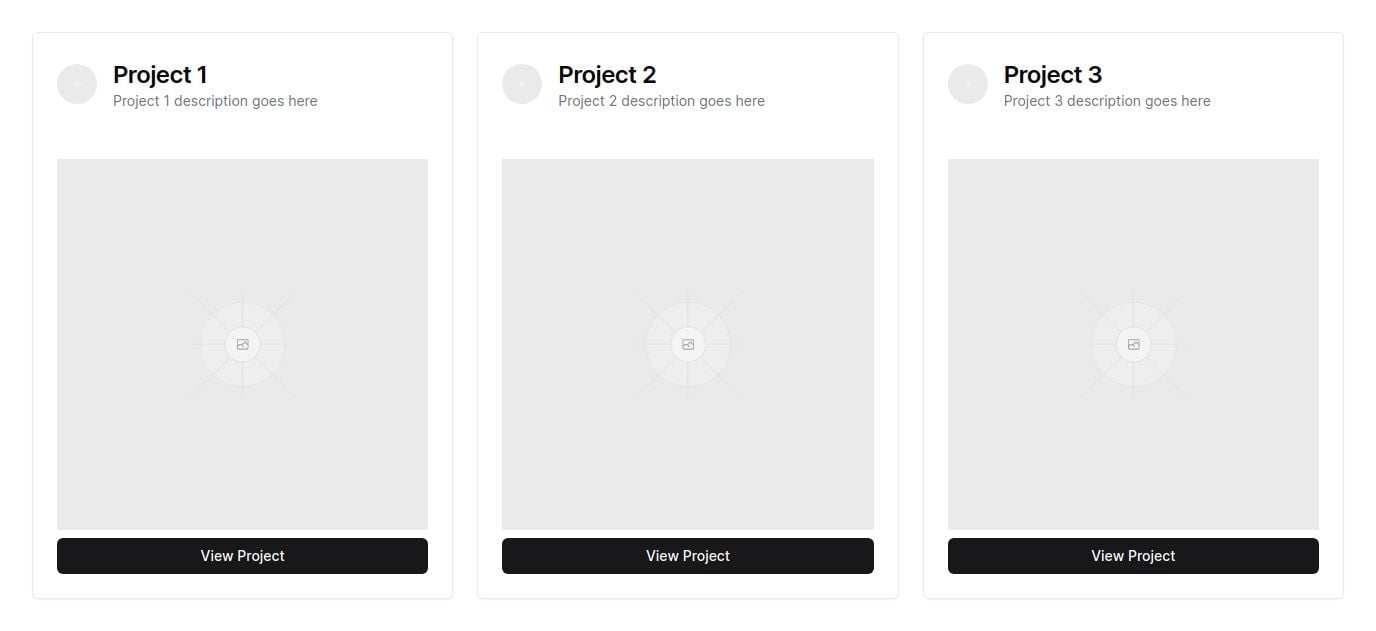 Project 1
Project 1 description goes here
View Project
Project 2
Project 2 description goes here
View Project
Project 3
Project 3 description goes here
View Project